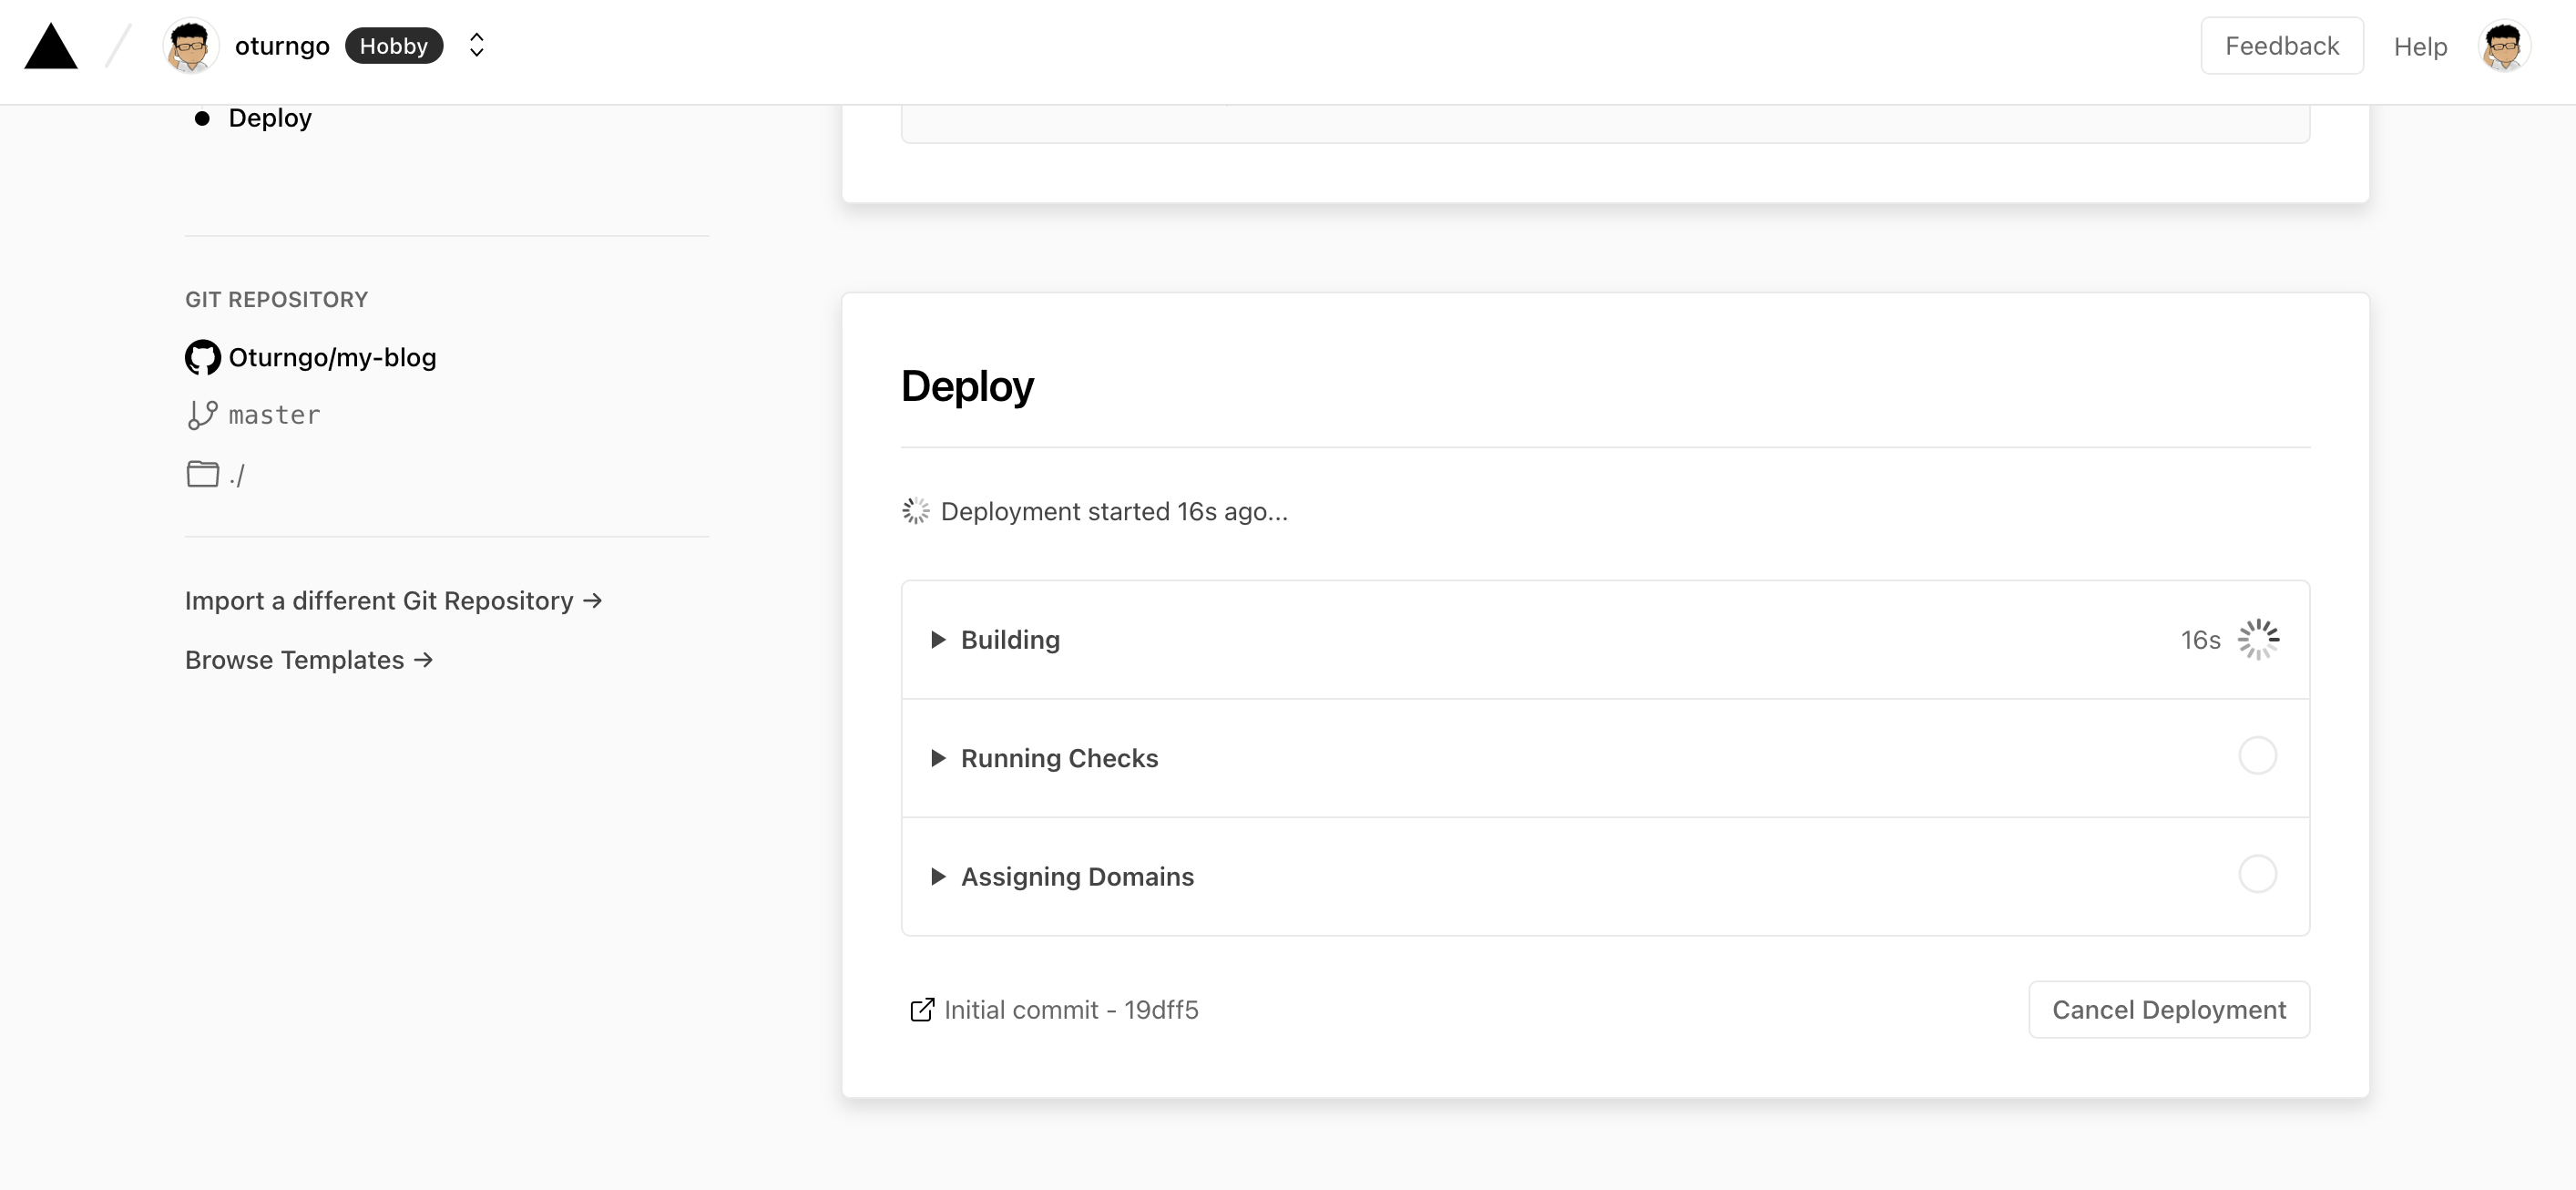 oturngo Hobby
Feedback Help
Deploy
GIT REPOSITORY
Oturngo/my-blog
master
./
Import a different Git Repository →
Browse Templates →
Deploy
Deployment started 16s ago...
Building 16s
Running Checks
Assigning Domains
Initial commit - 19dff5
Cancel Deployment